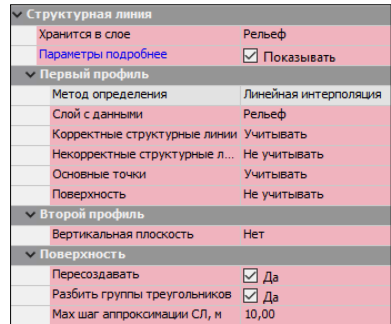 Структурная линия
Хранится в слое Рельеф
Параметры подробнее Показывать
Первый профиль
Метод определения Линейная интерполяция
Слой с данными Рельеф
Корректные структурные линии Учитывать
Некорректные структурные л... Не учитывать
Основные точки Учитывать
Поверхность Не учитывать
Второй профиль
Вертикальная плоскость Нет
Поверхность
Пересоздавать Да
Разбить группы треугольников Да
Мах шаг аппроксимации СЛ, м 10,00